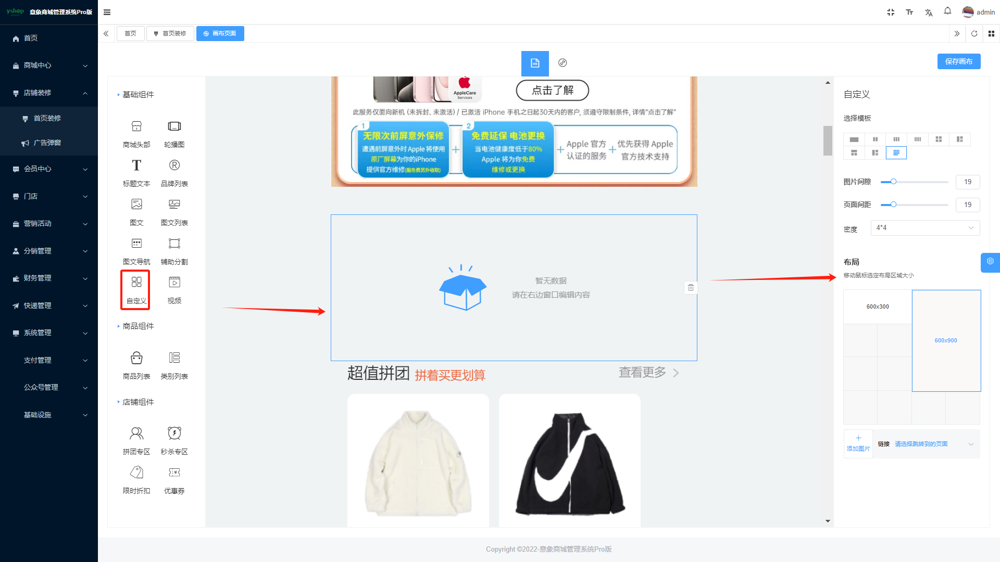 yshop 意象商城管理系统Pro版
admin
首页
首页装修
画布页面
首页
商城中心
店铺装修
首页装修
广告弹窗
会员中心
门店
营销活动
分销管理
财务管理
快递管理
系统管理
支付管理
公众号管理
基础设施
H5
保存画布
基础组件
商城头部
轮播图
标题文本
品牌列表
图文
图文列表
图文导航
辅助分割
自定义
视频
商品组件
商品列表
类别列表
店铺组件
拼团专区
秒杀专区
限时折扣
优惠券
AppleCare
Services
点击了解
此服务仅面向新机 (未拆封、未激活) / 已激活 iPhone 手机之日起30天内的客户, 须遵守限制条件, 详情"点击了解"
1
无限次前屏意外保修
遭遇前屏意外时Apple将使用
原厂屏幕为你的iPhone
提供官方维修(服务费另外收取)
+
2
免费延保 电池更换
当电池健康度低于80%
Apple 将为你免费
维修或更换
+
Apple 官方
认证的服务
+
优先获得 Apple
官方技术支持
暂无数据
请在右边窗口编辑内容
超值拼团 拼着买更划算
查看更多
自定义
选择模板
图片间隙
19
页面间距
19
密度
4*4
布局
移动鼠标选定布局区域大小
600x300
600x900
添加图片
链接
请选择跳转到的页面
Copyright ©2022-意象商城管理系统Pro版